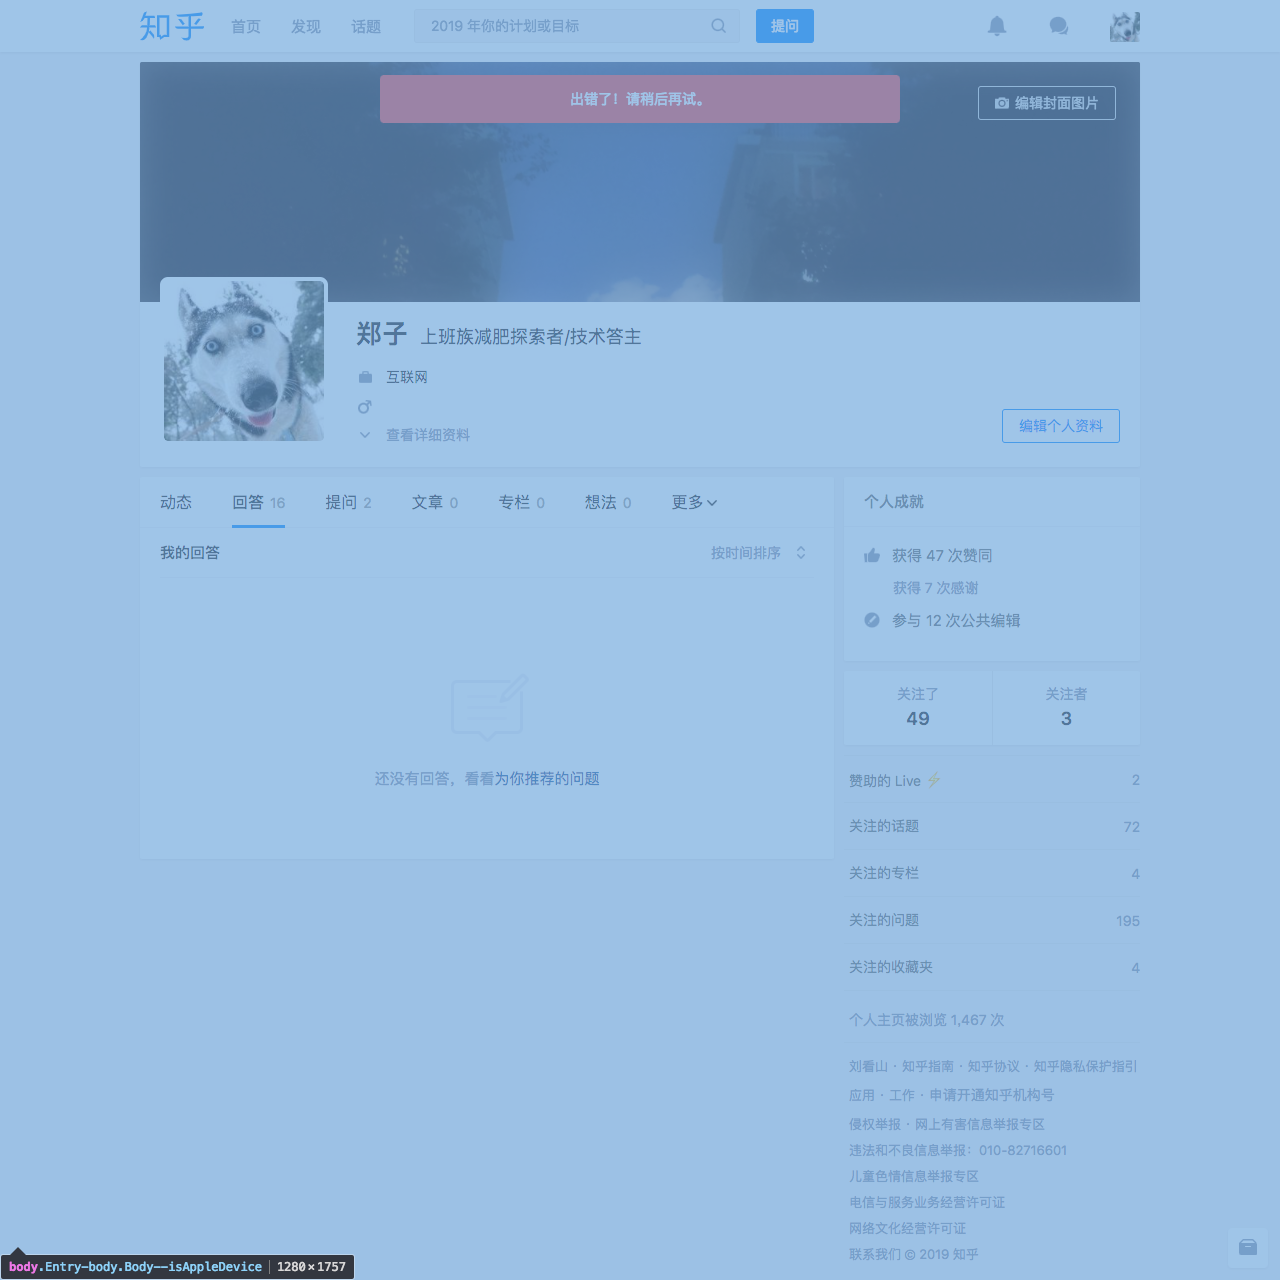 知乎 首页 发现 话题 2019 年你的计划或目标 提问
出错了！请稍后再试。
编辑封面图片
郑子 上班族减肥探索者/技术答主
互联网
查看详细资料
编辑个人资料
动态 回答 16 提问 2 文章 0 专栏 0 想法 0 更多
我的回答 按时间排序
还没有回答，看看为你推荐的问题
个人成就
获得 47 次赞同
获得 7 次感谢
参与 12 次公共编辑
关注了 关注者
49 3
赞助的 Live 2
关注的话题 72
关注的专栏 4
关注的问题 195
关注的收藏夹 4
个人主页被浏览 1,467 次
刘看山 · 知乎指南 · 知乎协议 · 知乎隐私保护指引
应用 · 工作 · 申请开通知乎机构号
侵权举报 · 网上有害信息举报专区
违法和不良信息举报：010-82716601
儿童色情信息举报专区
电信与服务业务经营许可证
网络文化经营许可证
联系我们 © 2019 知乎
body.Entry-body.Body--isAppleDevice | 1280×1757